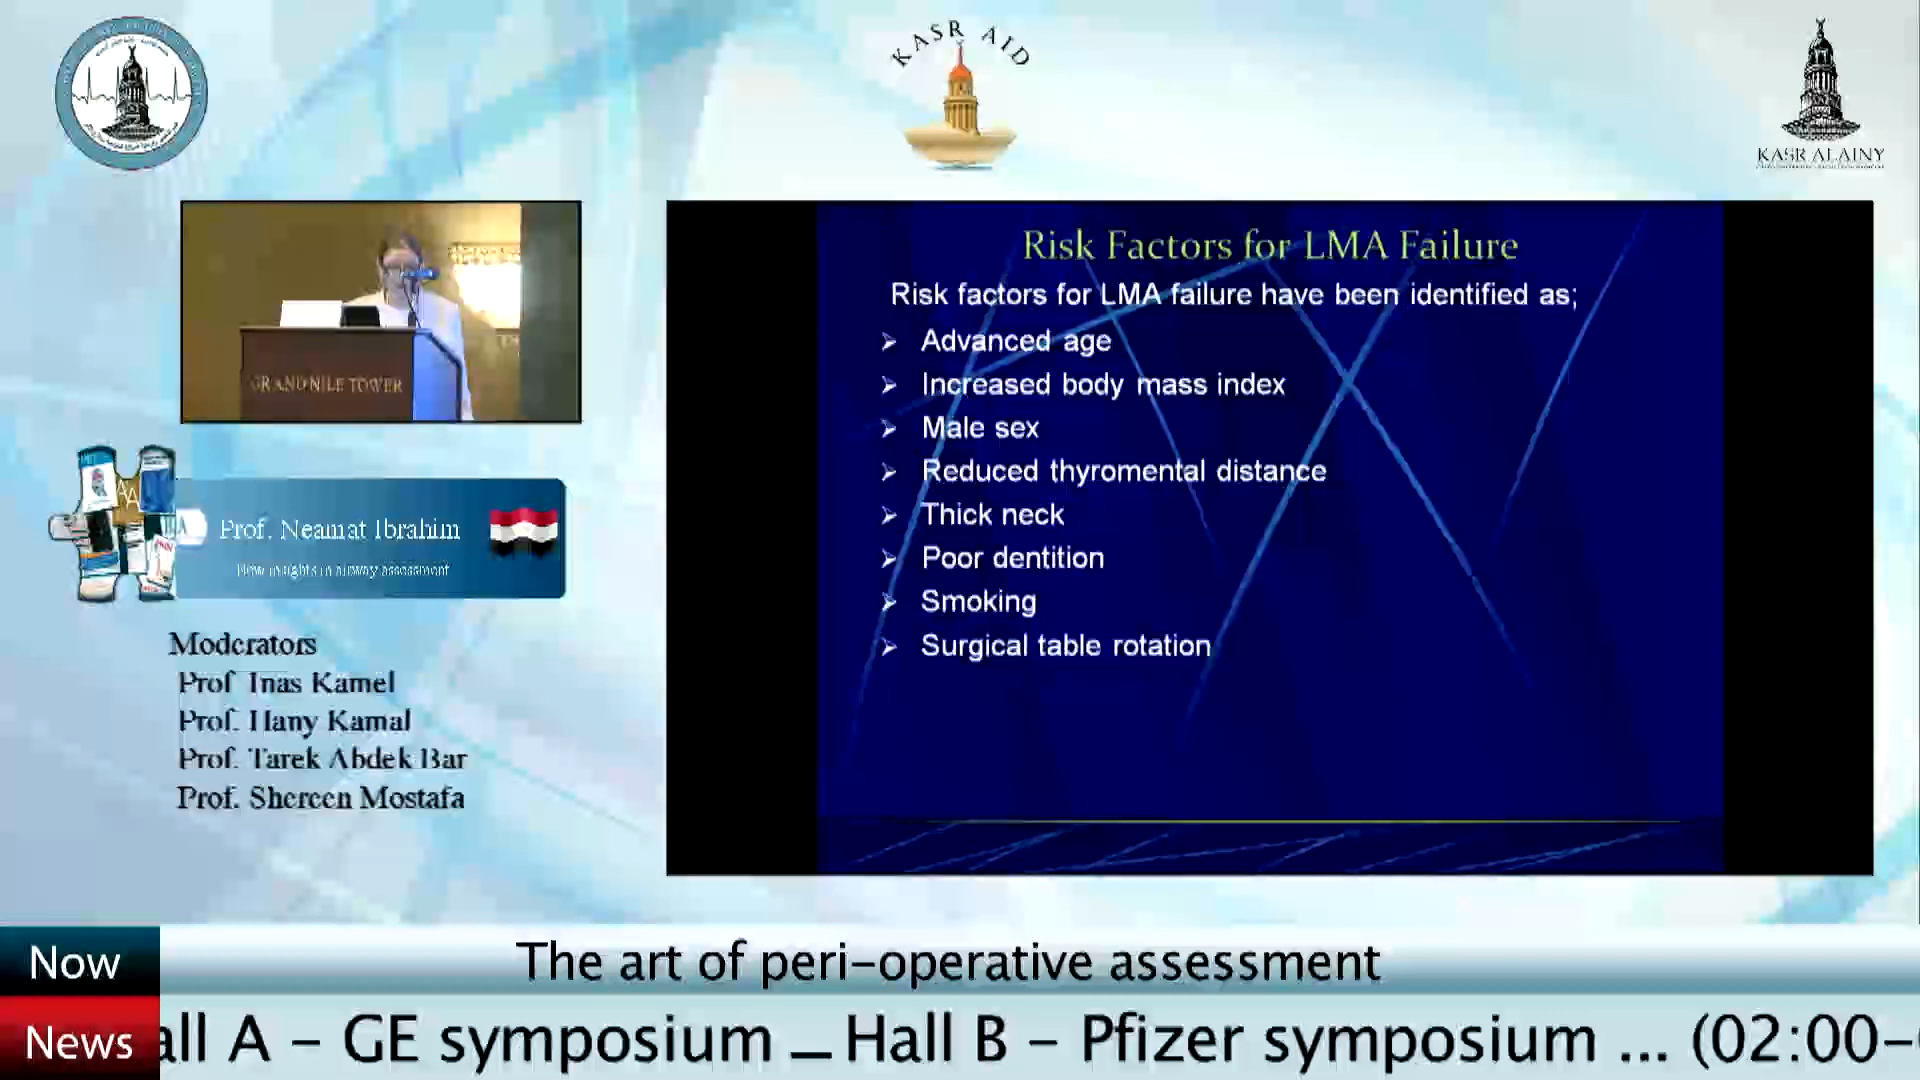 KASR AID
KASR ALAINY
GRAND NILE TOWER
Prof. Neamat Ibrahim
New insights in airway assessment
Moderators
Prof Inas Kamel
Prof. Hany Kamal
Prof. Tarek Abdek Bar
Prof. Shereen Mostafa
Risk Factors for LMA Failure
Risk factors for LMA failure have been identified as;
➢ Advanced age
➢ Increased body mass index
➢ Male sex
➢ Reduced thyromental distance
➢ Thick neck
➢ Poor dentition
➢ Smoking
➢ Surgical table rotation
Now
The art of peri-operative assessment
News
all A - GE symposium _ Hall B - Pfizer symposium ... (02:00-